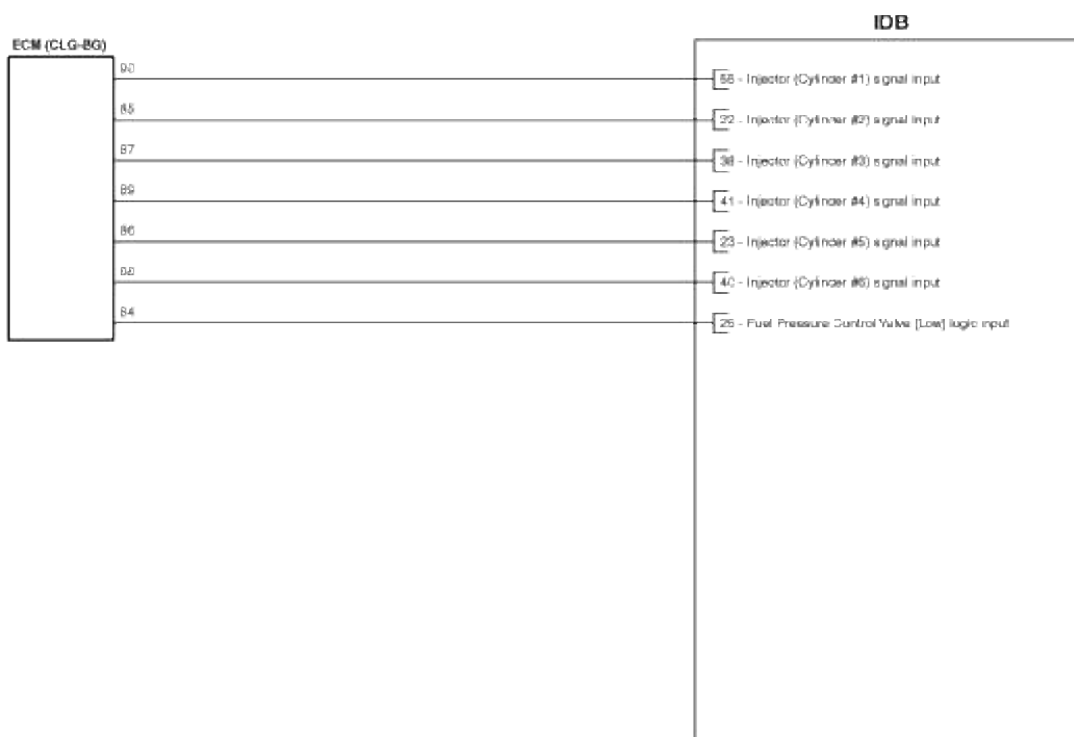 IDB
ECM (CLG-BG)
90
56 - Injector (Cylinder #1) signal input
85
22 - Injector (Cylinder #2) signal input
87
38 - Injector (Cylinder #3) signal input
89
41 - Injector (Cylinder #4) signal input
86
23 - Injector (Cylinder #5) signal input
40 - Injector (Cylinder #6) signal input
84
25 - Fuel Pressure Control Valve [Low] logic input